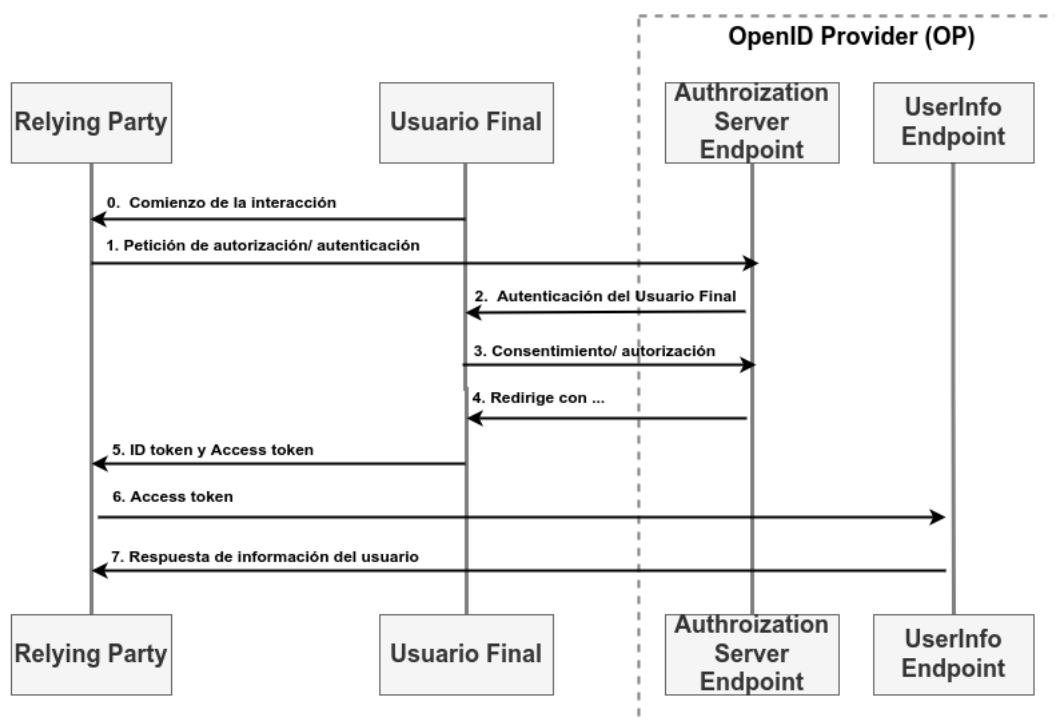 OpenID Provider (OP)
Relying Party
Usuario Final
Authroization
Server
Endpoint
UserInfo
Endpoint
0. Comienzo de la interacción
1. Petición de autorización/ autenticación
2. Autenticación del Usuario Final
3. Consentimiento/ autorización
4. Redirige con ...
5. ID token y Access token
6. Access token
7. Respuesta de información del usuario
Relying Party
Usuario Final
Authroization
Server
Endpoint
UserInfo
Endpoint